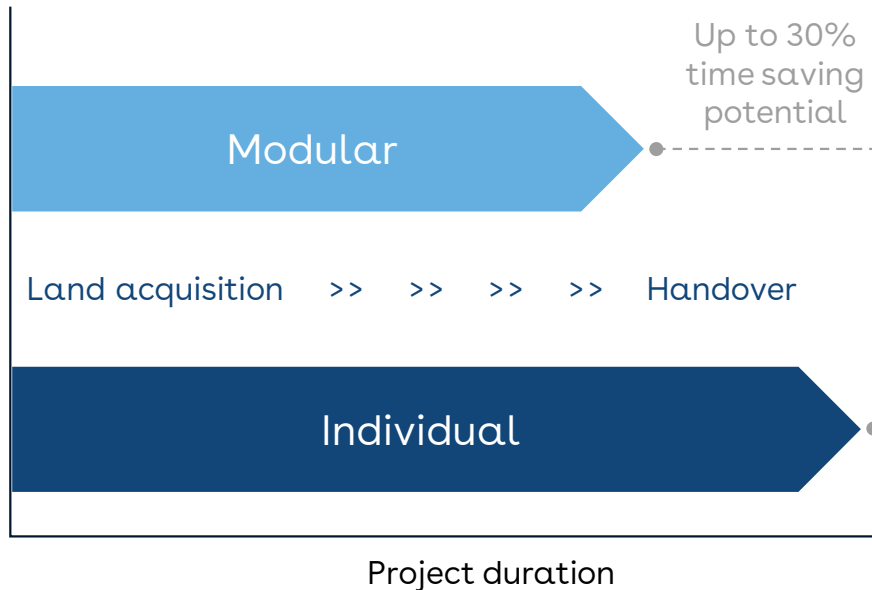 Up to 30%
time saving
potential
Modular
Land acquisition >> >> >> >> Handover
Individual
Project duration